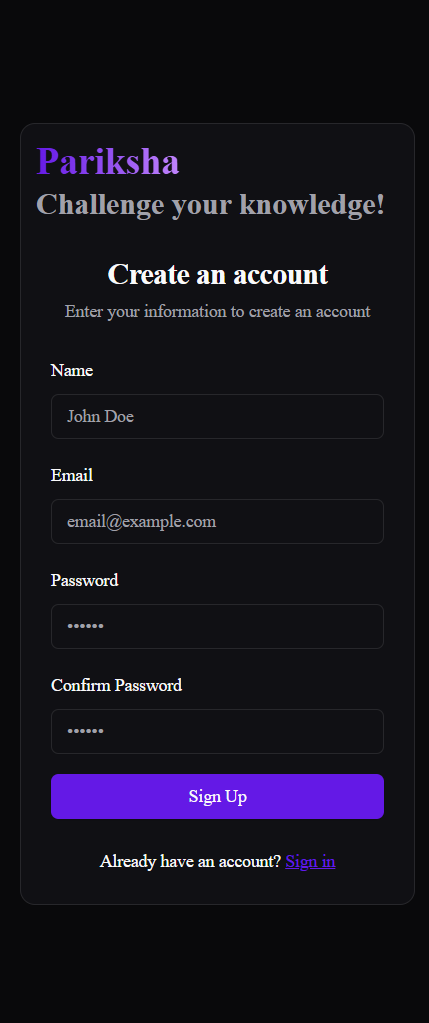 Pariksha
Challenge your knowledge!
Create an account
Enter your information to create an account
Name
John Doe
Email
email@example.com
Password
••••••
Confirm Password
••••••
Sign Up
Already have an account? Sign in